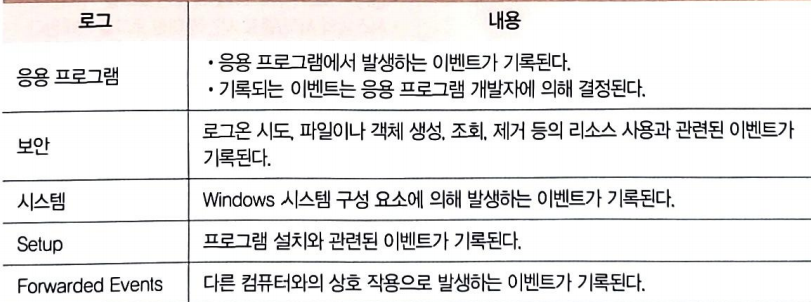 로그 내용
응용 프로그램
• 응용 프로그램에서 발생하는 이벤트가 기록된다.
• 기록되는 이벤트는 응용 프로그램 개발자에 의해 결정된다.
보안
로그온 시도, 파일이나 객체 생성, 조회, 제거 등의 리소스 사용과 관련된 이벤트가
기록된다.
시스템 Windows 시스템 구성 요소에 의해 발생하는 이벤트가 기록된다.
Setup 프로그램 설치와 관련된 이벤트가 기록된다.
Forwarded Events 다른 컴퓨터와의 상호 작용으로 발생하는 이벤트가 기록된다.